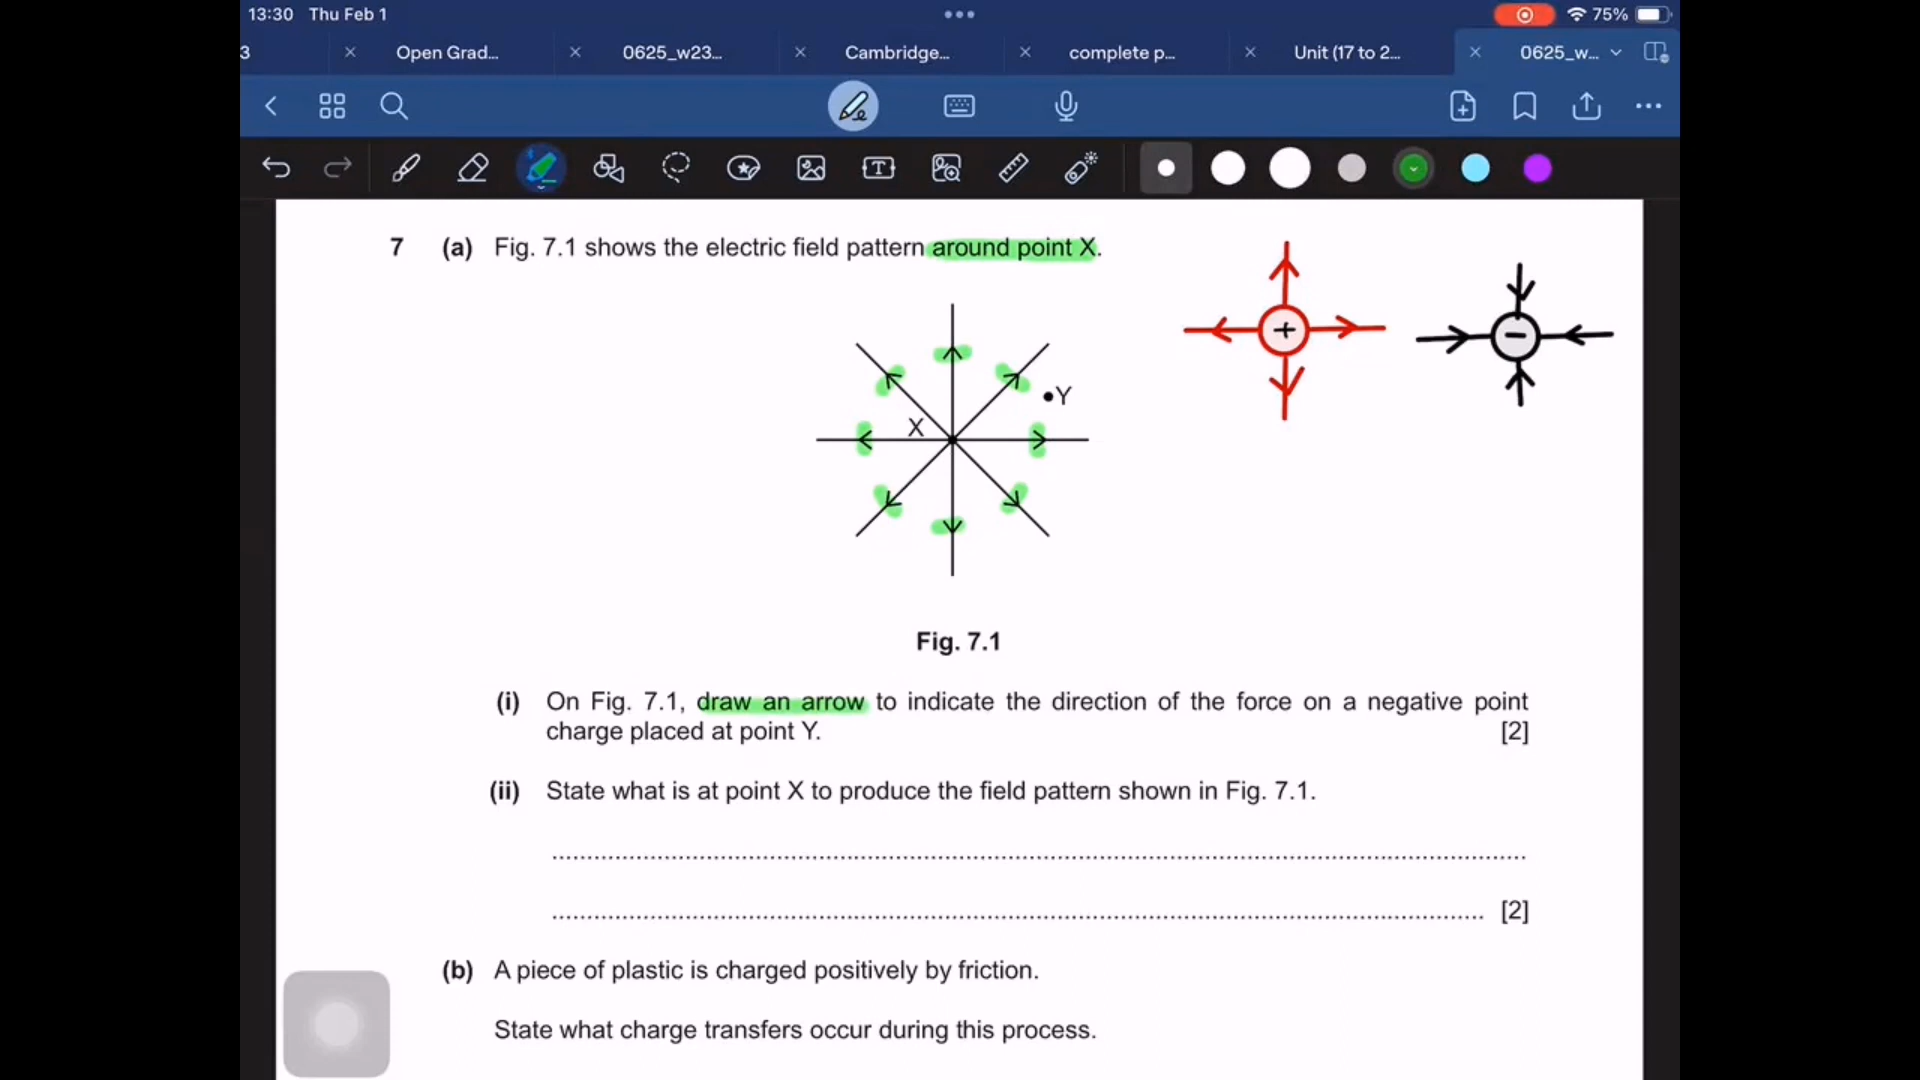 13:30 Thu Feb 1
75%
3 × Open Grad... × 0625_w23... × Cambridge... × complete p... × Unit (17 to 2... × 0625_w...
7 (a) Fig. 7.1 shows the electric field pattern around point X.
+
−
Y
X
Fig. 7.1
(i) On Fig. 7.1, draw an arrow to indicate the direction of the force on a negative point
charge placed at point Y. [2]
(ii) State what is at point X to produce the field pattern shown in Fig. 7.1.
[2]
(b) A piece of plastic is charged positively by friction.
State what charge transfers occur during this process.